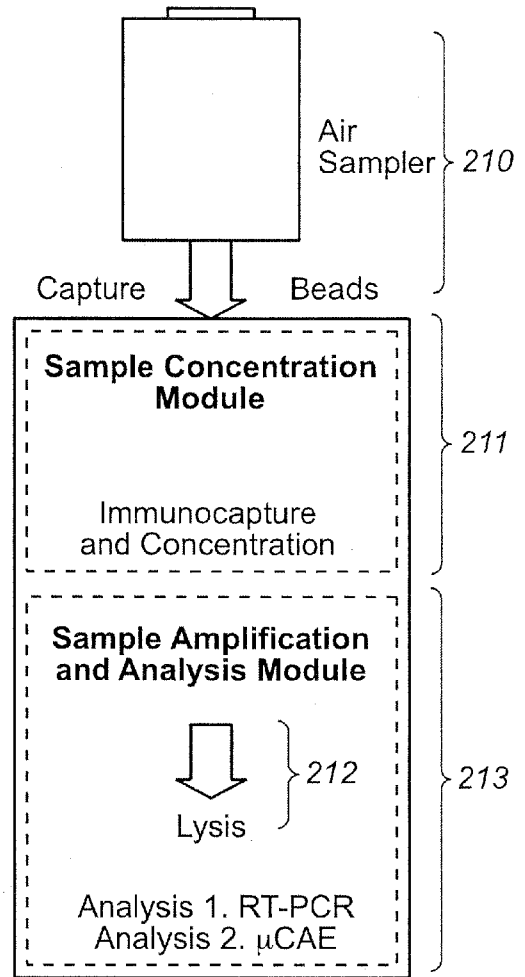 Air
Sampler
210
Capture Beads
Sample Concentration
Module
211
Immunocapture
and Concentration
Sample Amplification
and Analysis Module
212
213
Lysis
Analysis 1. RT-PCR
Analysis 2. µCAE